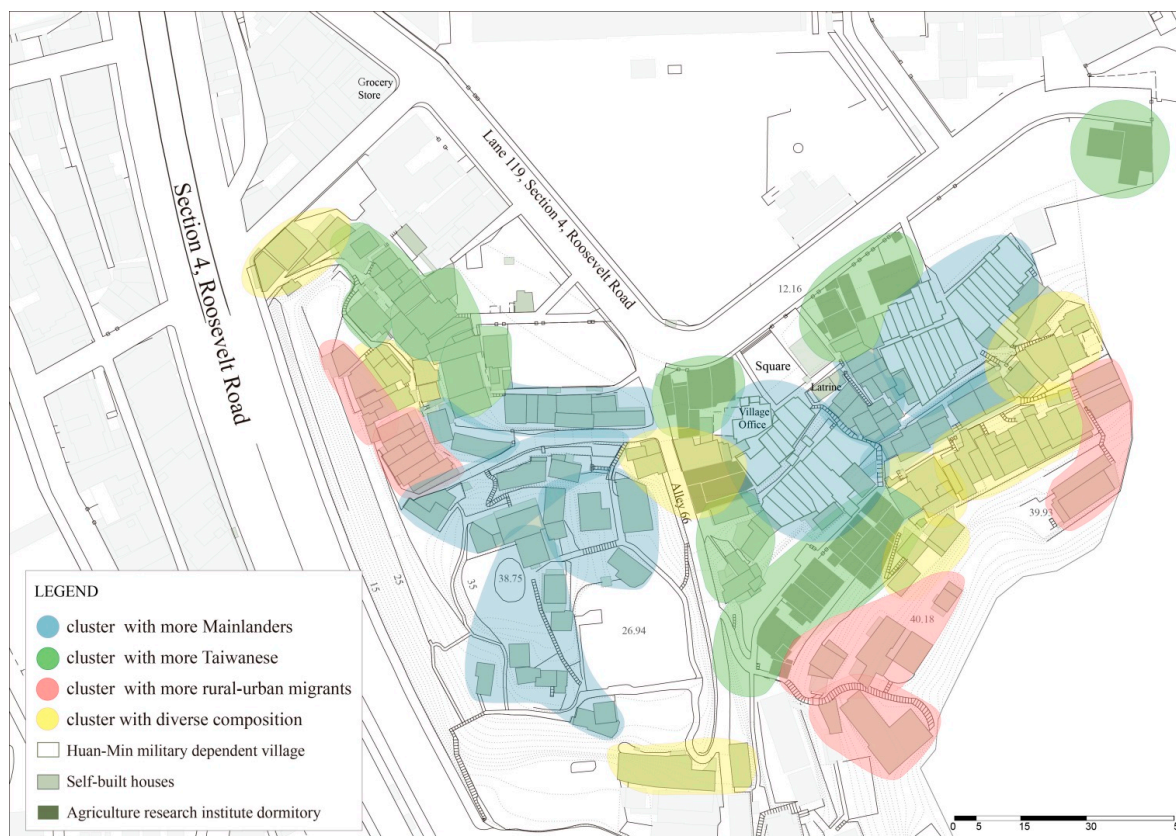 Grocery
Store
Section 4, Roosevelt Road
Lane 119, Section 4, Roosevelt Road
12.16
Square
Latrine
Village
Office
Alley 66
39.93
38.75
26.94
40.18
15
25
35
LEGEND
cluster with more Mainlanders
cluster with more Taiwanese
cluster with more rural-urban migrants
cluster with diverse composition
Huan-Min military dependent village
Self-built houses
Agriculture research institute dormitory
0 5 15 30